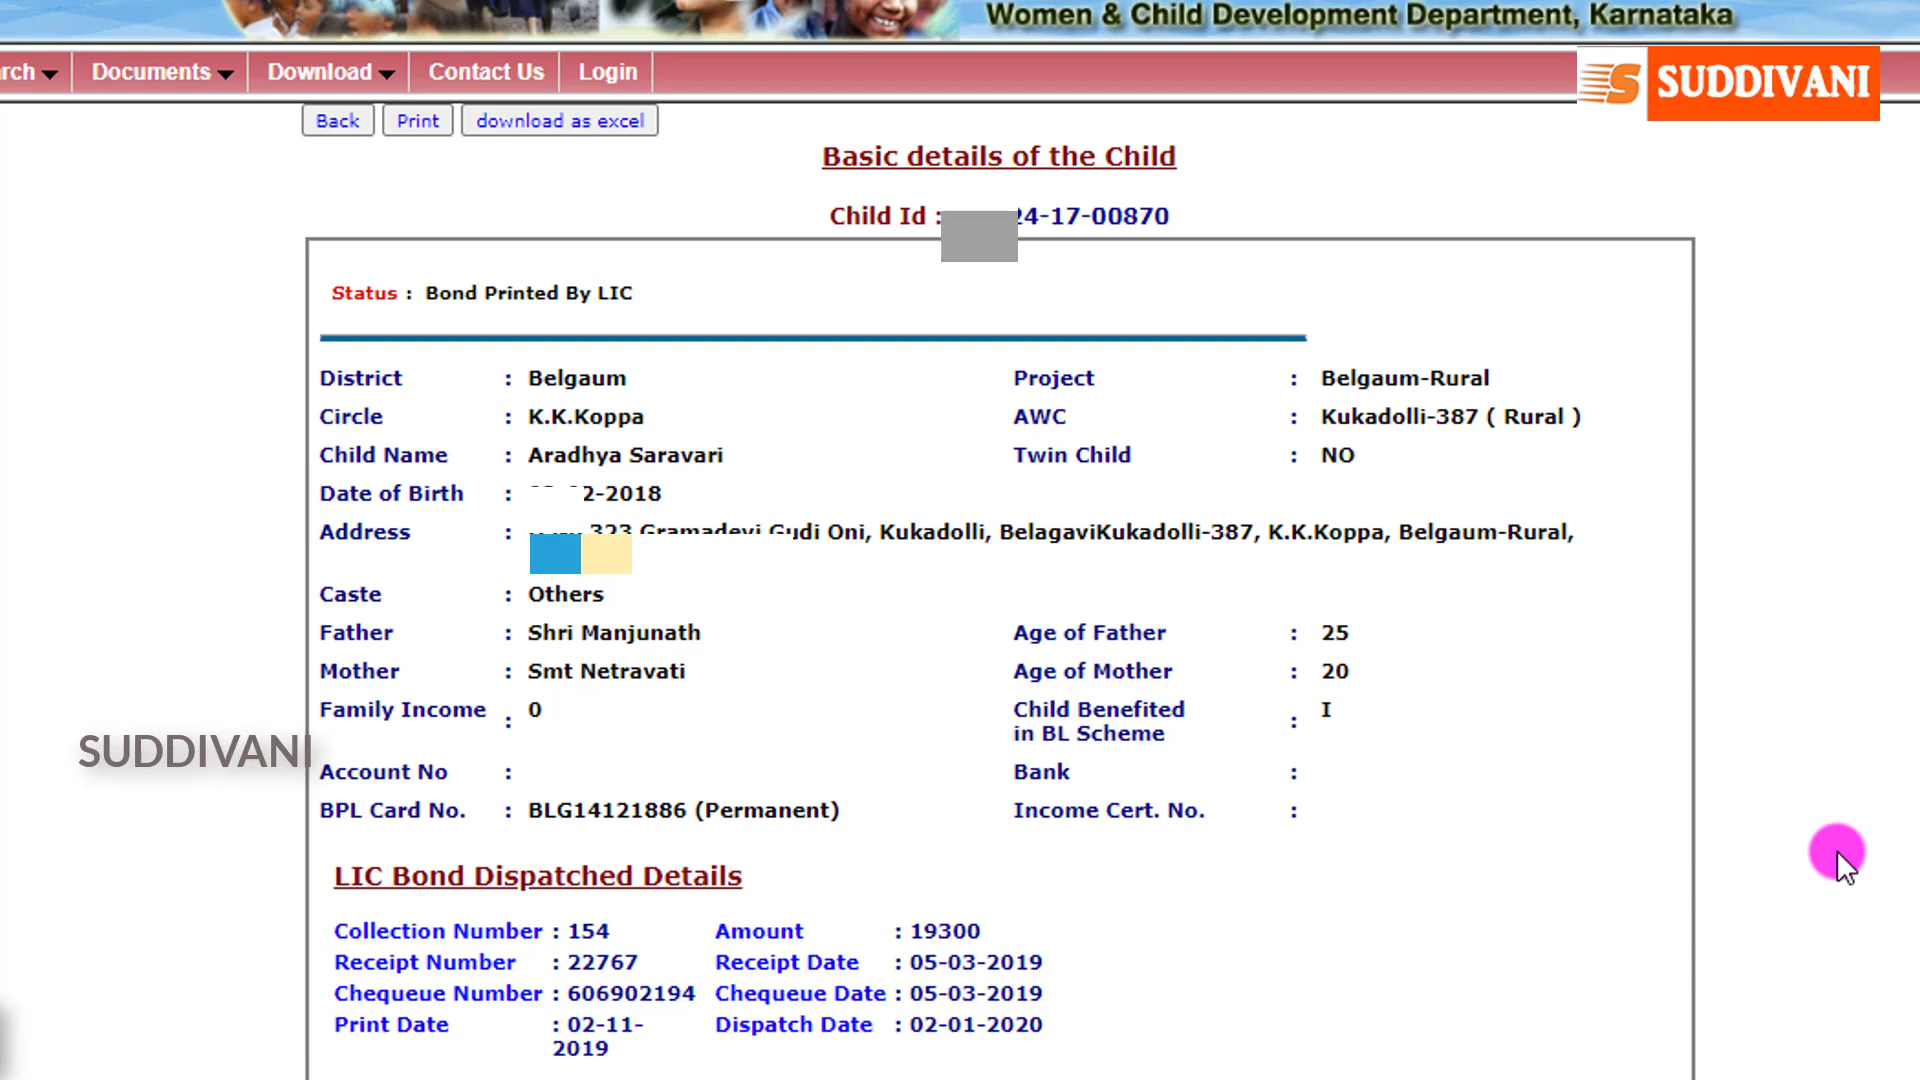 Women & Child Development Department, Karnataka
rch Documents Download Contact Us Login
SUDDIVANI
Back Print download as excel
Basic details of the Child
Child Id : 24-17-00870
Status : Bond Printed By LIC
District : Belgaum Project : Belgaum-Rural
Circle : K.K.Koppa AWC : Kukadolli-387 ( Rural )
Child Name : Aradhya Saravari Twin Child : NO
Date of Birth : 2-2018
Address : 323 Gramadevi Gudi Oni, Kukadolli, BelagaviKukadolli-387, K.K.Koppa, Belgaum-Rural,
Caste : Others
Father : Shri Manjunath Age of Father : 25
Mother : Smt Netravati Age of Mother : 20
Family Income : 0 Child Benefited in BL Scheme : I
SUDDIVANI
Account No : Bank :
BPL Card No. : BLG14121886 (Permanent) Income Cert. No. :
LIC Bond Dispatched Details
Collection Number : 154 Amount : 19300
Receipt Number : 22767 Receipt Date : 05-03-2019
Chequeue Number : 606902194 Chequeue Date : 05-03-2019
Print Date : 02-11-2019 Dispatch Date : 02-01-2020